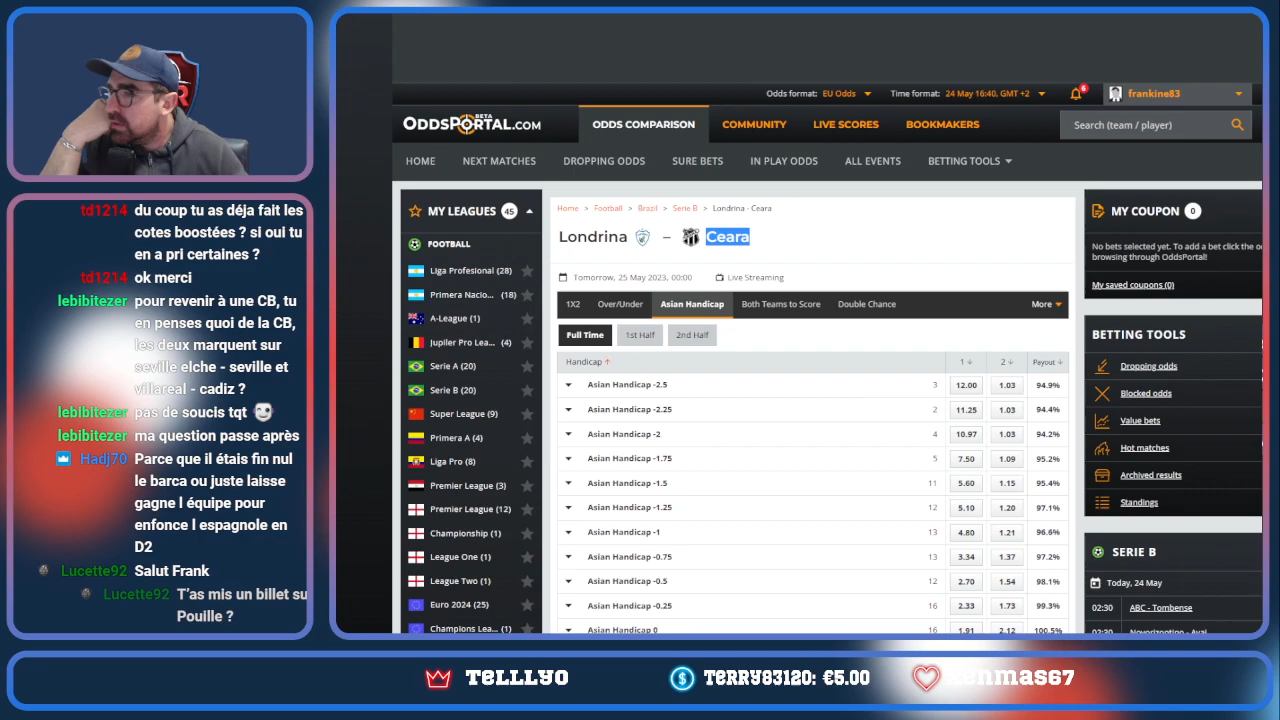 td1214 du coup tu as déja fait les
cotes boostées ? si oui tu
en a pri certaines ?
td1214 ok merci
lebibitezer pour revenir à une CB, tu
en penses quoi de la CB,
les deux marquent sur
seville elche - seville et
villareal - cadiz ?
lebibitezer pas de soucis tqt
lebibitezer ma question passe après
Hadj70 Parce que il étais fin nul
le barca ou juste laisse
gagne l équipe pour
enfonce l espagnole en
D2
Lucette92 Salut Frank
Lucette92 T'as mis un billet su
Pouille ?
Odds format: EU Odds Time format: 24 May 16:40, GMT +2 6 frankine83
ODDSPORTAL.COM BETA ODDS COMPARISON COMMUNITY LIVE SCORES BOOKMAKERS Search (team / player)
HOME NEXT MATCHES DROPPING ODDS SURE BETS IN PLAY ODDS ALL EVENTS BETTING TOOLS
MY LEAGUES 45
FOOTBALL
Liga Profesional (28)
Primera Nacio... (18)
A-League (1)
Jupiler Pro Lea... (4)
Serie A (20)
Serie B (20)
Super League (9)
Primera A (4)
Liga Pro (8)
Premier League (3)
Premier League (12)
Championship (1)
League One (1)
League Two (1)
Euro 2024 (25)
Champions Lea... (1)
Home Football Brazil Serie B Londrina - Ceara
Londrina – Ceara
Tomorrow, 25 May 2023, 00:00 Live Streaming
1X2 Over/Under Asian Handicap Both Teams to Score Double Chance More
Full Time 1st Half 2nd Half
Handicap 1 2 Payout
Asian Handicap -2.5 3 12.00 1.03 94.9%
Asian Handicap -2.25 2 11.25 1.03 94.4%
Asian Handicap -2 4 10.97 1.03 94.2%
Asian Handicap -1.75 5 7.50 1.09 95.2%
Asian Handicap -1.5 11 5.60 1.15 95.4%
Asian Handicap -1.25 12 5.10 1.20 97.1%
Asian Handicap -1 13 4.80 1.21 96.6%
Asian Handicap -0.75 13 3.34 1.37 97.2%
Asian Handicap -0.5 12 2.70 1.54 98.1%
Asian Handicap -0.25 16 2.33 1.73 99.3%
Asian Handicap 0 16 1.91 2.12 100.5%
MY COUPON 0
No bets selected yet. To add a bet click the o
browsing through OddsPortal!
My saved coupons (0)
BETTING TOOLS
Dropping odds
Blocked odds
Value bets
Hot matches
Archived results
Standings
SERIE B
Today, 24 May
02:30 ABC - Tombense
02:30 Novorizontino - Avai
TELLLYO TERRY83120: €5.00 XENMAS67